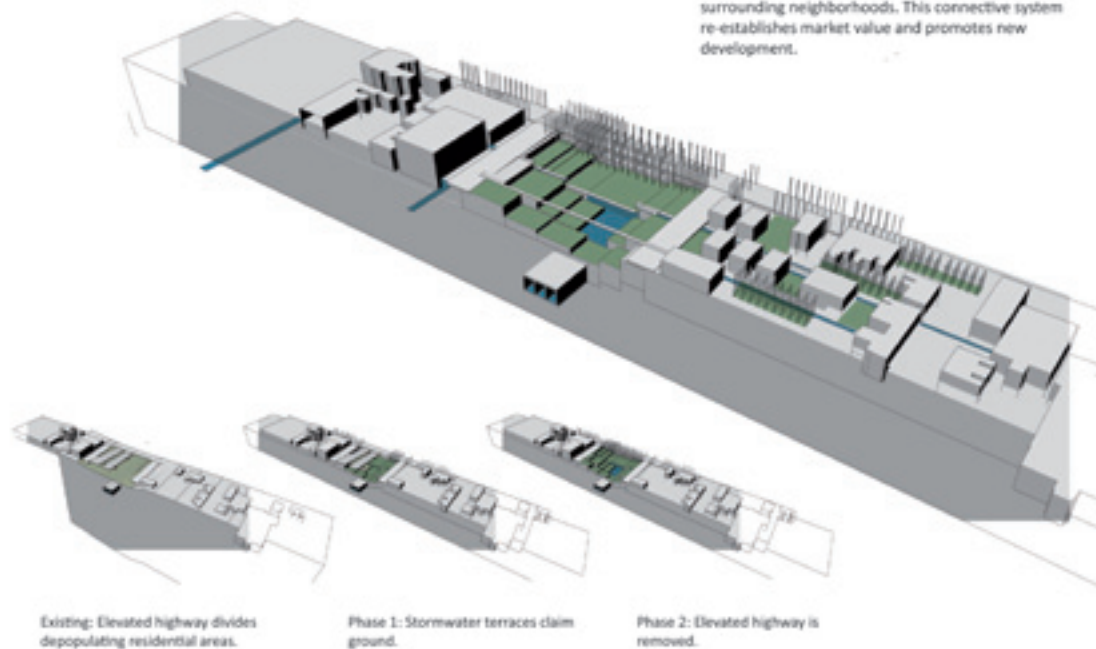 surrounding neighborhoods. This connective system
re-establishes market value and promotes new
development.
Existing: Elevated highway divides
depopulating residential areas.
Phase 1: Stormwater terraces claim
ground.
Phase 2: Elevated highway is
removed.